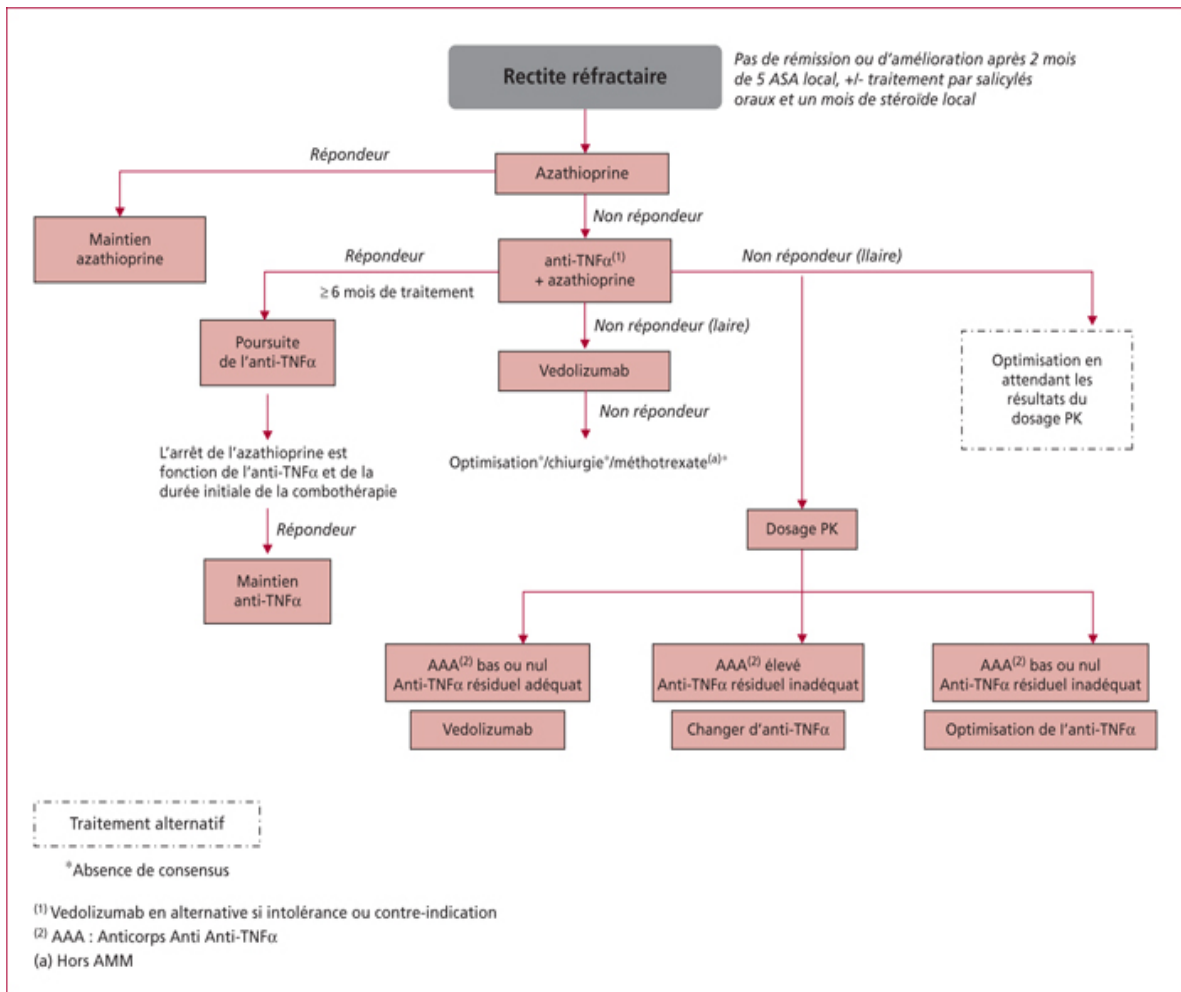 Rectite réfractaire
Pas de rémission ou d'amélioration après 2 mois
de 5 ASA local, +/- traitement par salicylés
oraux et un mois de stéroïde local
Répondeur
Azathioprine
Non répondeur
Maintien
azathioprine
Répondeur
≥ 6 mois de traitement
anti-TNFα(1)
+ azathioprine
Non répondeur (IIaire)
Non répondeur (Iaire)
Poursuite
de l'anti-TNFα
Vedolizumab
Optimisation en
attendant les
résultats du
dosage PK
Non répondeur
L'arrêt de l'azathioprine est
fonction de l'anti-TNFα et de la
durée initiale de la combothérapie
Optimisation*/chiurgie*/méthotrexate(a)*
Répondeur
Dosage PK
Maintien
anti-TNFα
AAA(2) bas ou nul
Anti-TNFα résiduel adéquat
AAA(2) élevé
Anti-TNFα résiduel inadéquat
AAA(2) bas ou nul
Anti-TNFα résiduel inadéquat
Vedolizumab
Changer d'anti-TNFα
Optimisation de l'anti-TNFα
Traitement alternatif
*Absence de consensus
(1) Vedolizumab en alternative si intolérance ou contre-indication
(2) AAA : Anticorps Anti Anti-TNFα
(a) Hors AMM